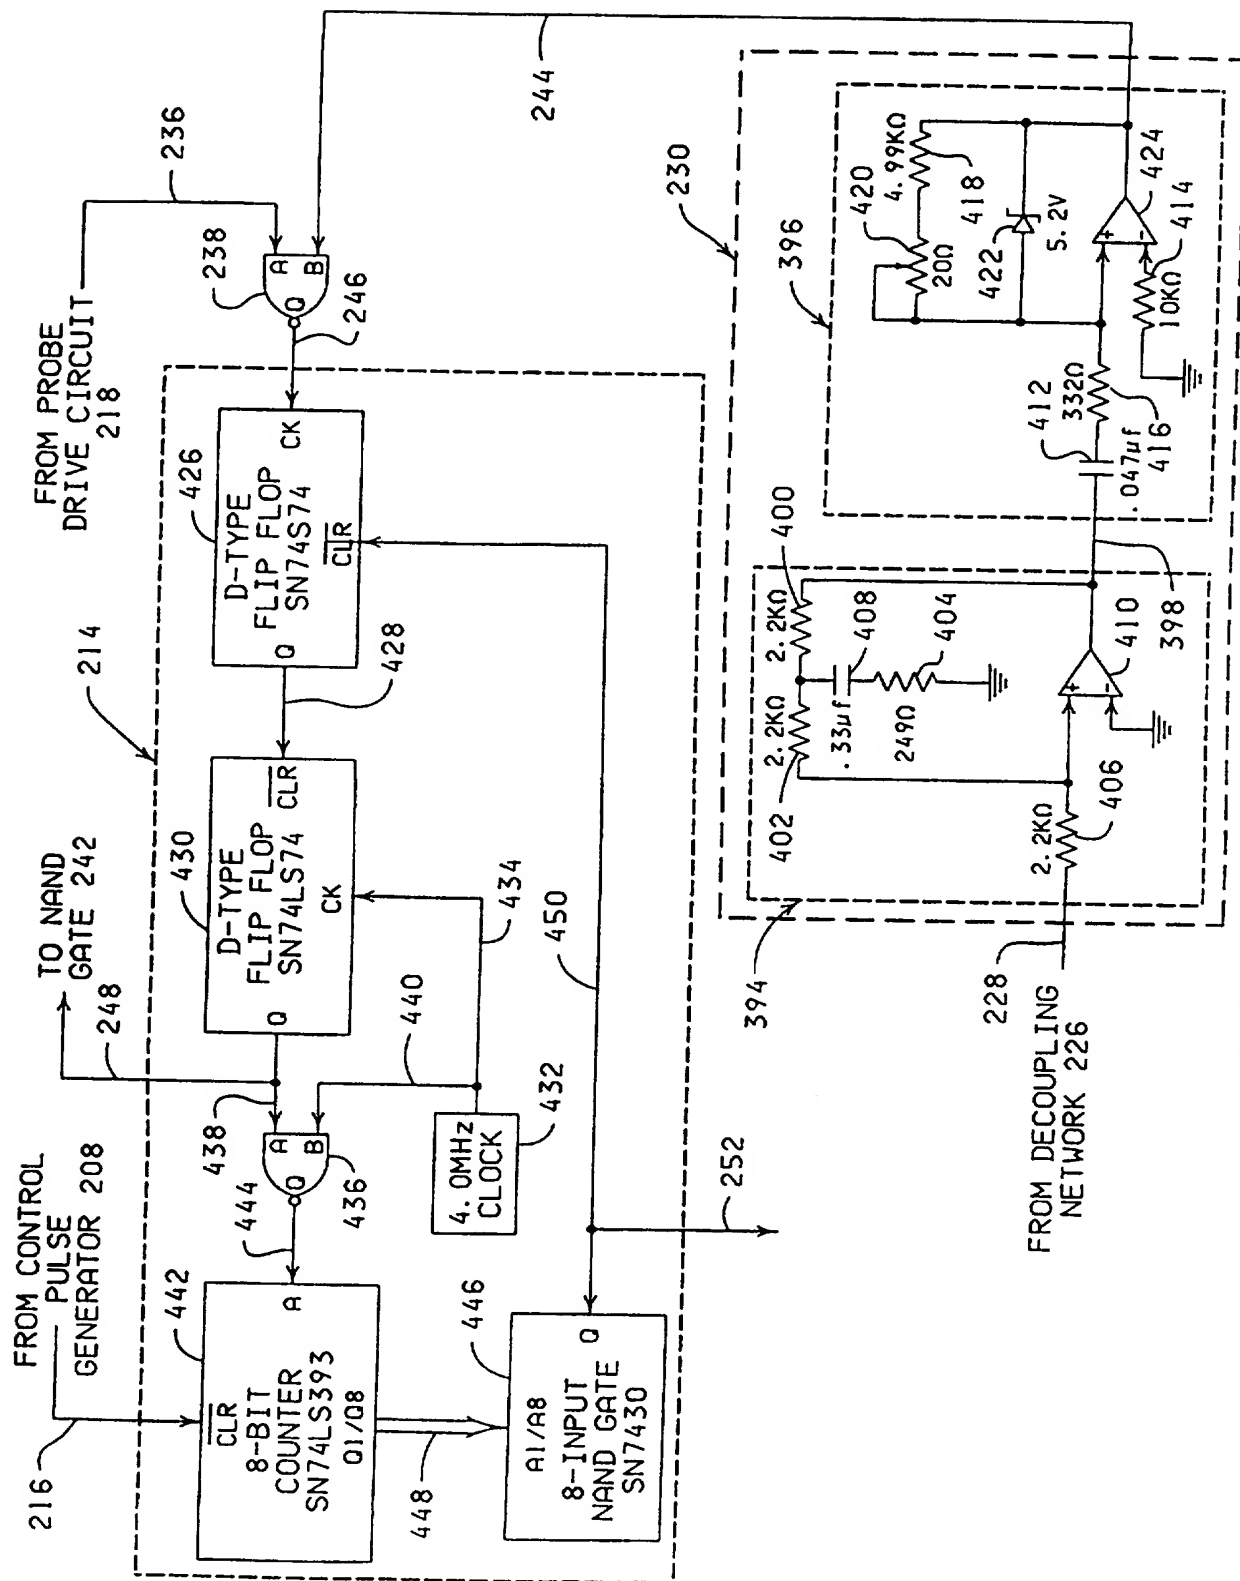 FROM CONTROL
PULSE
GENERATOR 208
216
442
CLR
8-BIT
COUNTER
SN74LS393
Q1/Q8
A
444
448
446
A1/A8
8-INPUT
NAND GATE
SN7430
Q
TO NAND
GATE 242
248
438
A
B
Q
436
440
4.0MHz
CLOCK
432
434
450
252
430
D-TYPE
FLIP FLOP
SN74LS74
Q
CLR
CK
214
428
426
D-TYPE
FLIP FLOP
SN74S74
Q
CK
CLR
FROM PROBE
DRIVE CIRCUIT
218
236
238
A
B
Q
246
244
230
FROM DECOUPLING
NETWORK 226
228
394
2.2KΩ
406
402
2.2KΩ
2.2KΩ
400
.33µf
408
249Ω
404
+
-
410
398
396
412
.047µf
332Ω
416
420
20Ω
4.99KΩ
418
422
5.2V
+
-
424
414
10KΩ